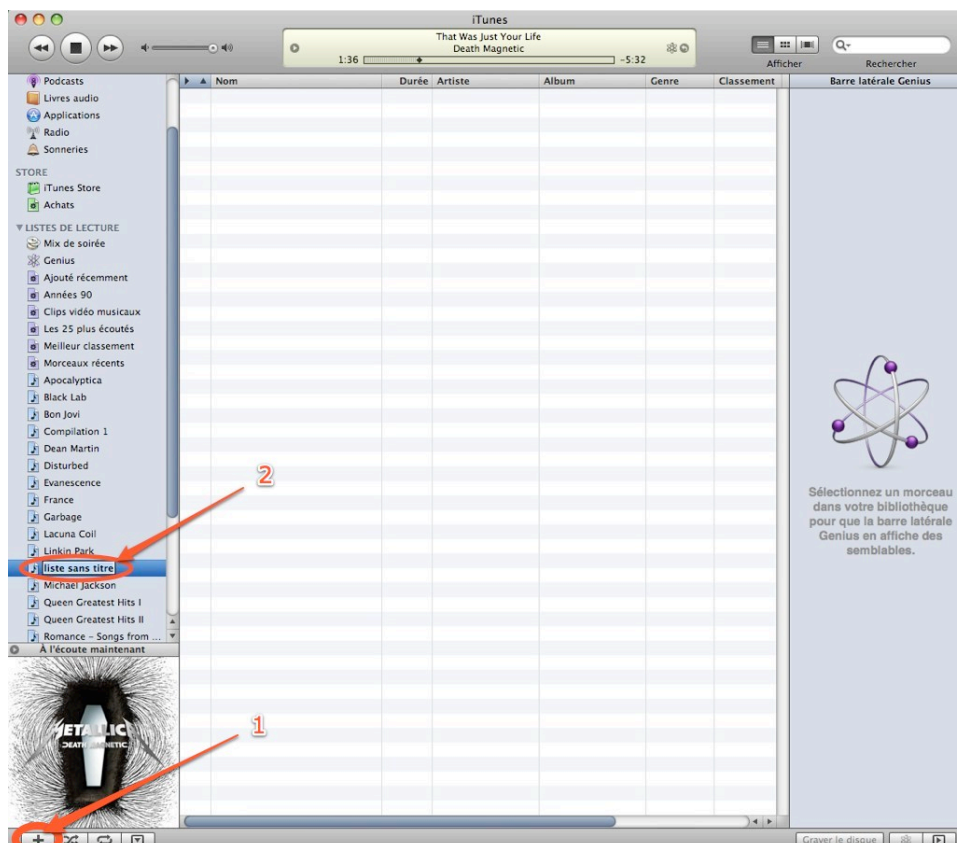 iTunes
That Was Just Your Life
Death Magnetic
1:36
-5:32
Afficher
Rechercher
Podcasts
Livres audio
Applications
Radio
Sonneries
STORE
iTunes Store
Achats
LISTES DE LECTURE
Mix de soirée
Genius
Ajouté récemment
Années 90
Clips vidéo musicaux
Les 25 plus écoutés
Meilleur classement
Morceaux récents
Apocalyptica
Black Lab
Bon Jovi
Compilation 1
Dean Martin
Disturbed
Evanescence
France
Garbage
Lacuna Coil
Linkin Park
liste sans titre
Michael Jackson
Queen Greatest Hits I
Queen Greatest Hits II
Romance – Songs from ...
À l'écoute maintenant
METALLICA
DEATH MAGNETIC
Nom Durée Artiste Album Genre Classement
2
1
Barre latérale Genius
Sélectionnez un morceau
dans votre bibliothèque
pour que la barre latérale
Genius en affiche des
semblables.
Graver le disque